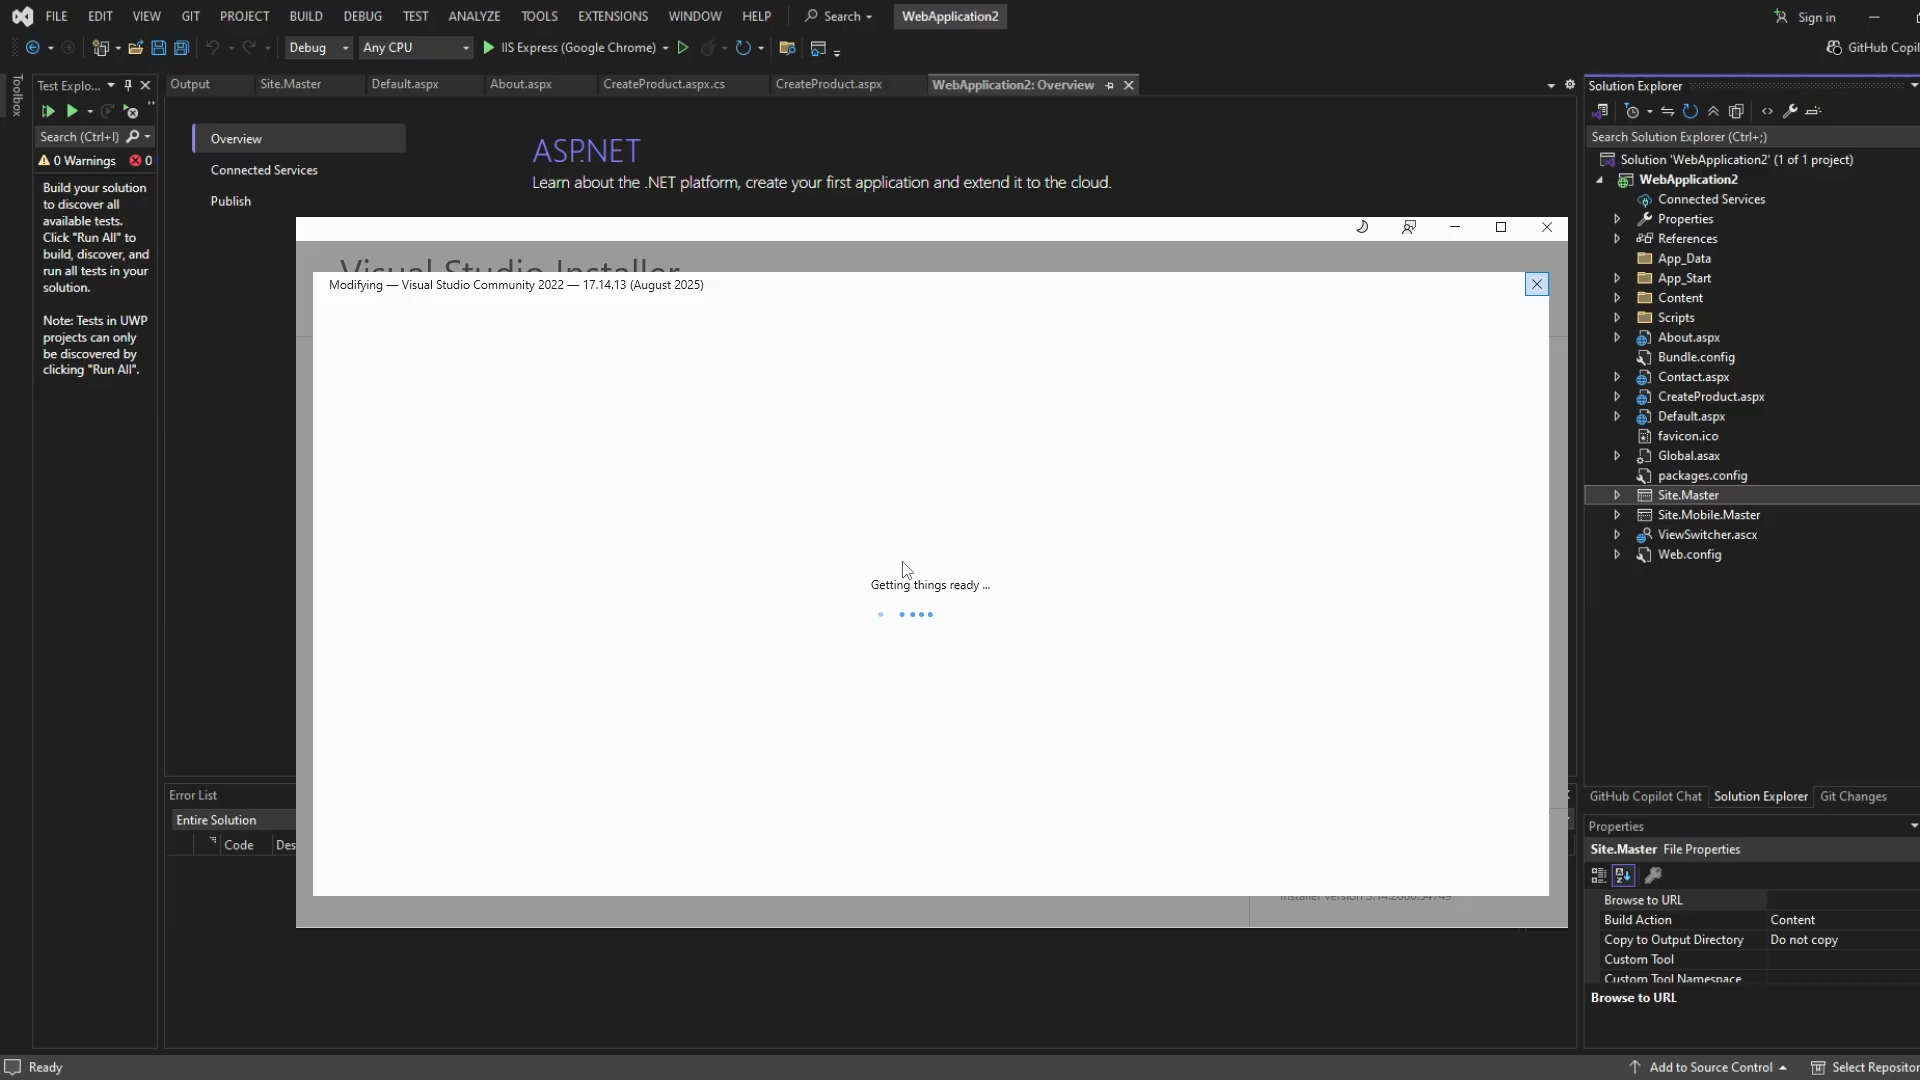 FILE EDIT VIEW GIT PROJECT BUILD DEBUG TEST ANALYZE TOOLS EXTENSIONS WINDOW HELP Search WebApplication2 Sign in
Debug Any CPU IIS Express (Google Chrome) GitHub Copil
Toolbox
Test Explo...
Search (Ctrl+I)
0 Warnings 0
Build your solution
to discover all
available tests.
Click "Run All" to
build, discover, and
run all tests in your
solution.
Note: Tests in UWP
projects can only
be discovered by
clicking "Run All".
Output Site.Master Default.aspx About.aspx CreateProduct.aspx.cs CreateProduct.aspx WebApplication2: Overview
Overview
Connected Services
Publish
ASP.NET
Learn about the .NET platform, create your first application and extend it to the cloud.
Visual Studio Installer
Modifying — Visual Studio Community 2022 — 17.14.13 (August 2025)
Getting things ready ...
Error List
Entire Solution
Code Des
Solution Explorer
Search Solution Explorer (Ctrl+;)
Solution 'WebApplication2' (1 of 1 project)
WebApplication2
Connected Services
Properties
References
App_Data
App_Start
Content
Scripts
About.aspx
Bundle.config
Contact.aspx
CreateProduct.aspx
Default.aspx
favicon.ico
Global.asax
packages.config
Site.Master
Site.Mobile.Master
ViewSwitcher.ascx
Web.config
GitHub Copilot Chat Solution Explorer Git Changes
Properties
Site.Master File Properties
Browse to URL
Build Action Content
Copy to Output Directory Do not copy
Custom Tool
Custom Tool Namespace
Browse to URL
Ready Add to Source Control Select Repositor